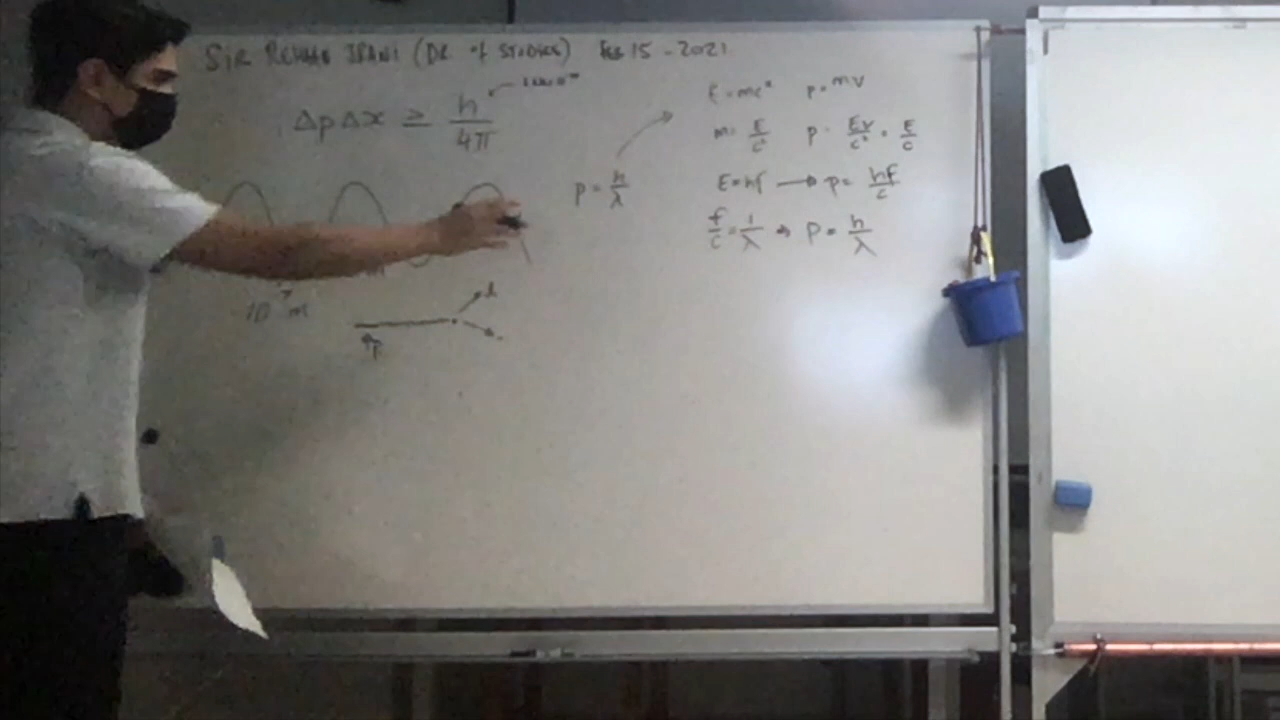 SIR REHAN IRANI (DR of STUDIES) FEB 15 - 2021
ΔpΔx ≥ h/4π
p = h/λ
E = mc² p = mv
m = E/c² p = Ev/c² = E/c
E = hf → p = hf/c
f/c = 1/λ → p = h/λ
10⁻⁷ m
p